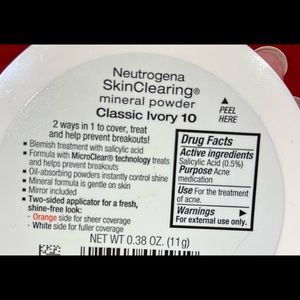 Neutrogena
SkinClearing®
mineral powder
Classic Ivory 10
2 ways in 1 to cover, treat
and help prevent breakouts!
▪ Blemish treatment with salicylic acid
▪ Formula with MicroClear® technology treats
and helps prevent breakouts
▪ Oil-absorbing powders instantly control shine
▪ Mineral formula is gentle on skin
▪ Mirror included
▪ Two-sided applicator for a fresh,
shine-free look:
- Orange side for sheer coverage
- White side for fuller coverage
NET WT 0.38 OZ. (11g)
▲
PEEL
HERE
Drug Facts
Active ingredients
Salicylic Acid (0.5%)
Purpose Acne
medication
Use For the treatment
of acne.
Warnings ▶
For external use only.